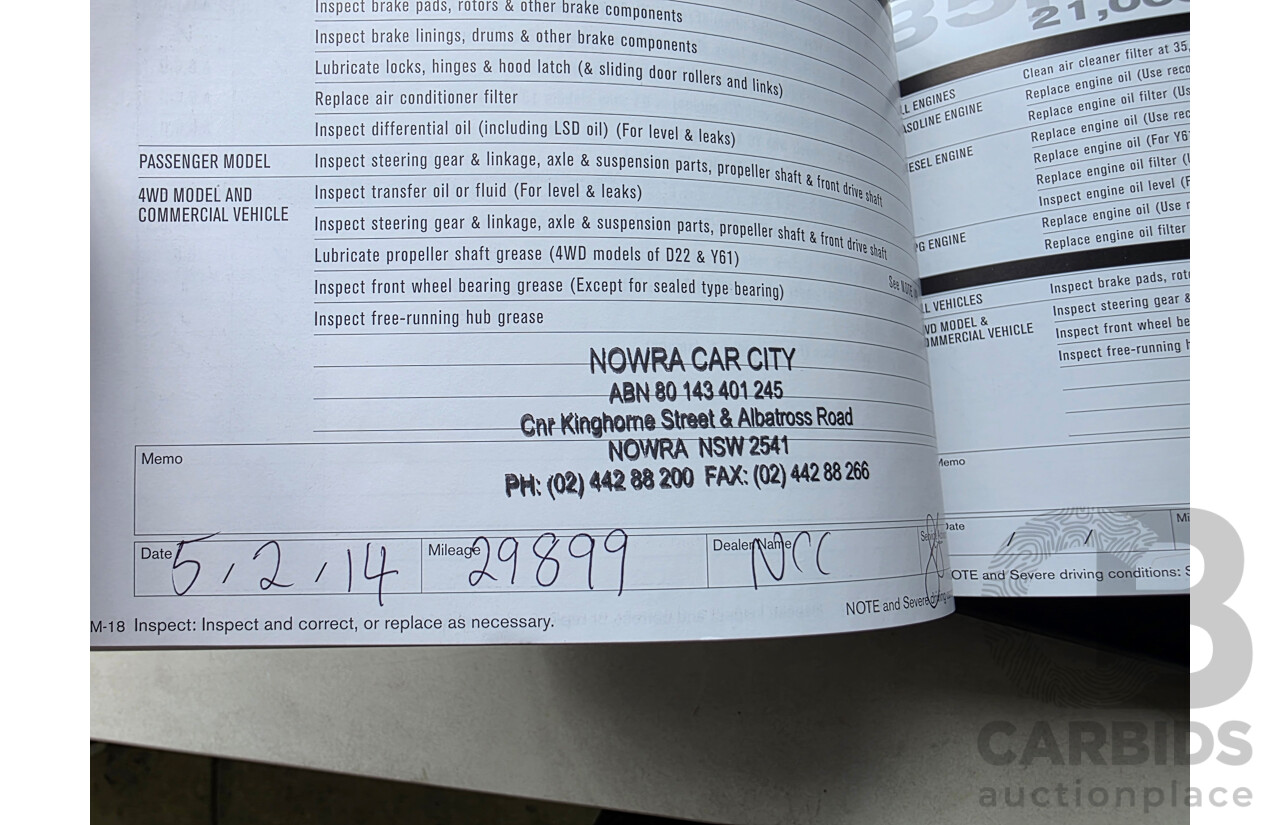 Inspect brake pads, rotors & other brake components
Inspect brake linings, drums & other brake components
Lubricate locks, hinges & hood latch (& sliding door rollers and links)
Replace air conditioner filter
Inspect differential oil (including LSD oil) (For level & leaks)
PASSENGER MODEL Inspect steering gear & linkage, axle & suspension parts, propeller shaft & front drive shaft
4WD MODEL AND Inspect transfer oil or fluid (For level & leaks)
COMMERCIAL VEHICLE
Inspect steering gear & linkage, axle & suspension parts, propeller shaft & front drive shaft
Lubricate propeller shaft grease (4WD models of D22 & Y61)
Inspect front wheel bearing grease (Except for sealed type bearing) See NOTE
Inspect free-running hub grease
NOWRA CAR CITY
ABN 80 143 401 245
Cnr Kinghorne Street & Albatross Road
NOWRA NSW 2541
PH: (02) 442 88 200 FAX: (02) 442 88 266
Memo
Date 5, 2, 14 Mileage 29899 Dealer Name NCC
NOTE and Severe driving
M-18 Inspect: Inspect and correct, or replace as necessary.
Clean air cleaner filter at 35,
ENGINES Replace engine oil (Use
ENGINE Replace engine oil filter
Replace engine oil (Use
ENGINE Replace engine oil (For
Replace engine oil filter
Inspect engine oil level
Replace engine oil (Use
ENGINE Replace engine oil filter
VEHICLES Inspect brake pads,
MODEL & Inspect steering gear &
VEHICLE Inspect front wheel
Inspect free-running
Memo
Date / /
and Severe driving conditions:
CB
CARBIDS
auctionplace